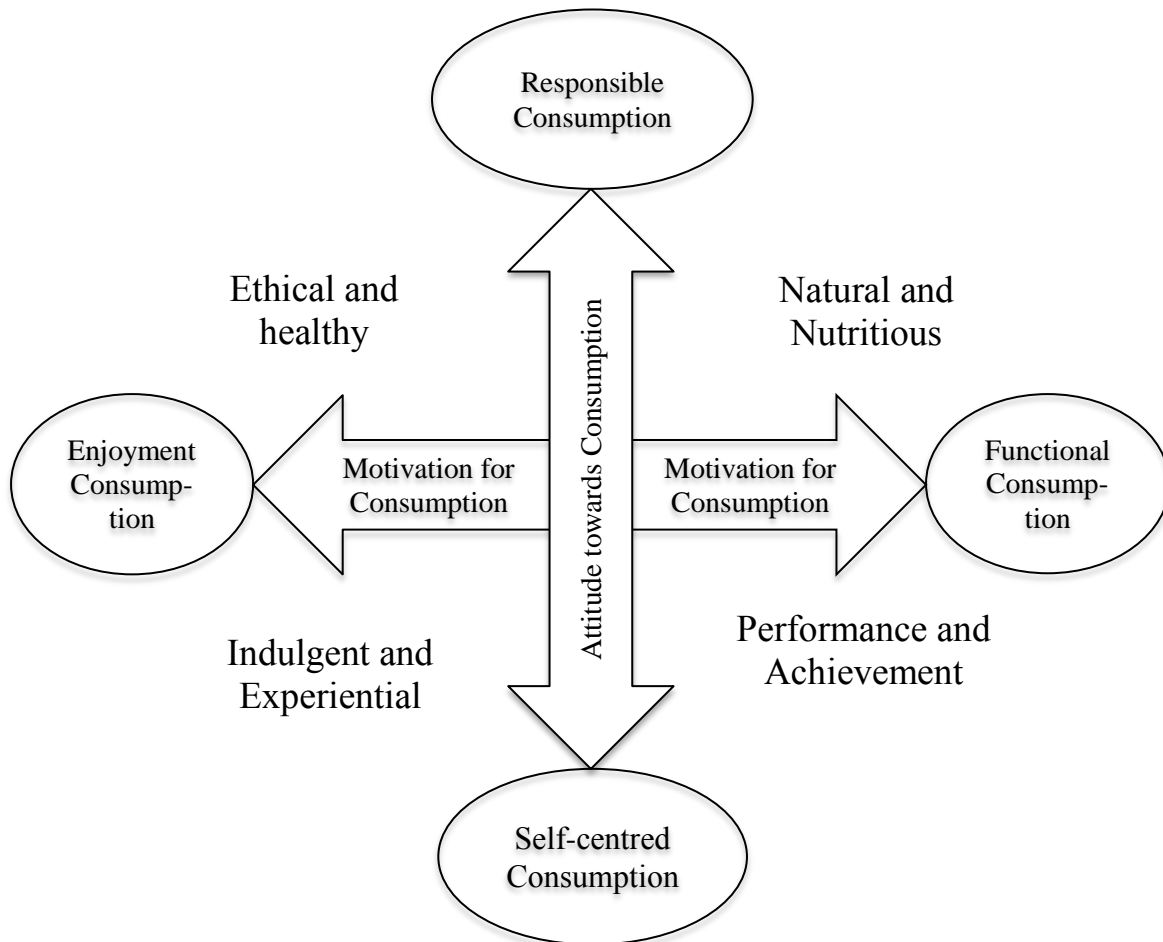 Responsible
Consumption
Ethical and
healthy
Natural and
Nutritious
Attitude towards Consumption
Enjoyment
Consump-
tion
Motivation for
Consumption
Motivation for
Consumption
Functional
Consump-
tion
Indulgent and
Experiential
Performance and
Achievement
Self-centred
Consumption